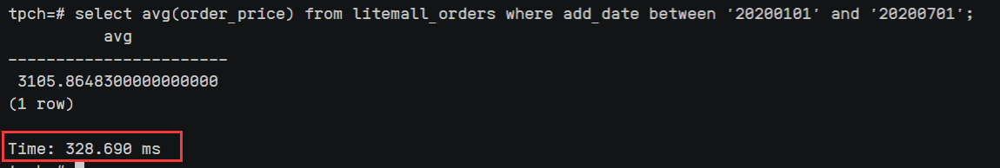 tpch=# select avg(order_price) from litemall_orders where add_date between '20200101' and '20200701';
avg
-----------------------
3105.8648300000000000
(1 row)
Time: 328.690 ms